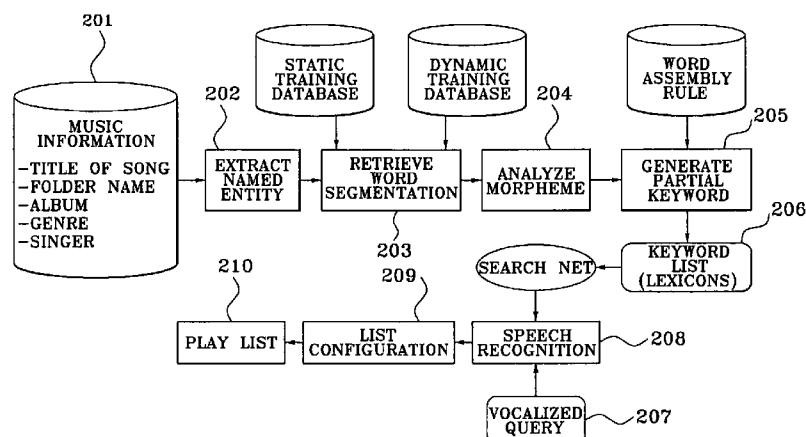 201
MUSIC
INFORMATION
-TITLE OF SONG
-FOLDER NAME
-ALBUM
-GENRE
-SINGER
202
EXTRACT
NAMED
ENTITY
STATIC
TRAINING
DATABASE
DYNAMIC
TRAINING
DATABASE
RETRIEVE
WORD
SEGMENTATION
203
204
ANALYZE
MORPHEME
WORD
ASSEMBLY
RULE
205
GENERATE
PARTIAL
KEYWORD
206
KEYWORD
LIST
(LEXICONS)
SEARCH NET
SPEECH
RECOGNITION
208
VOCALIZED
QUERY
207
209
LIST
CONFIGURATION
210
PLAY LIST